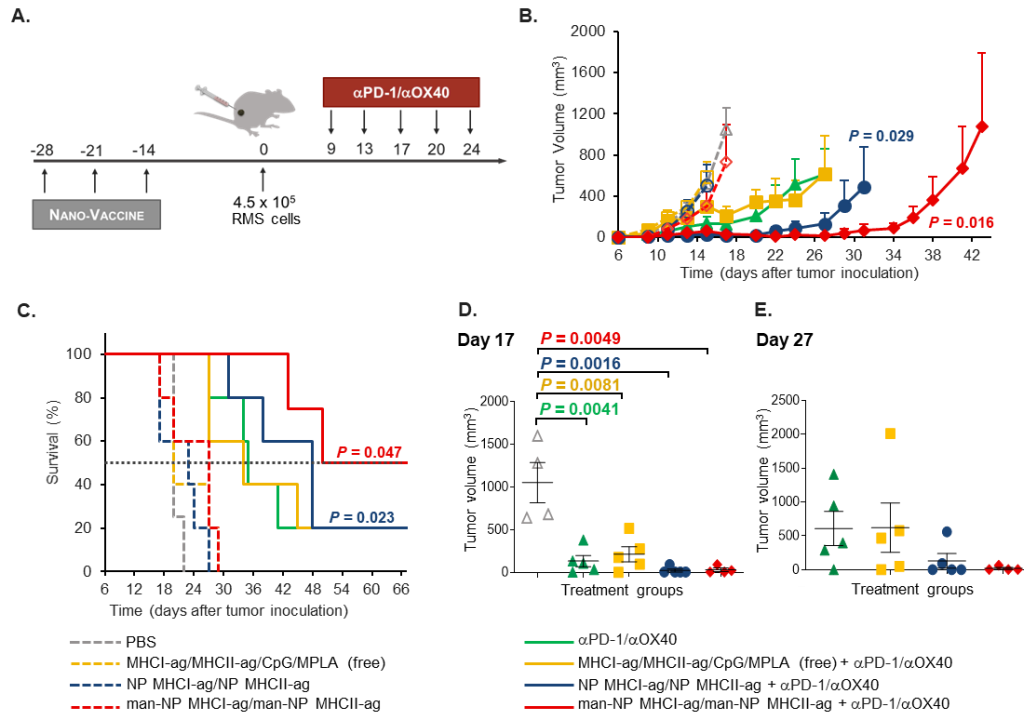 A.
αPD-1/αOX40
-28 -21 -14 0 9 13 17 20 24
NANO-VACCINE
4.5 x 10⁵
RMS cells
B.
Tumor Volume (mm³)
2000
1600
1200
800
400
0
6 10 14 18 22 26 30 34 38 42
Time (days after tumor inoculation)
P = 0.029
P = 0.016
C.
Survival (%)
100
80
60
40
20
0
6 12 18 24 30 36 42 48 54 60 66
Time (days after tumor inoculation)
P = 0.047
P = 0.023
D.
Day 17
P = 0.0049
P = 0.0016
P = 0.0081
P = 0.0041
Tumor volume (mm³)
2000
1500
1000
500
0
Treatment groups
E.
Day 27
Tumor volume (mm³)
2500
2000
1500
1000
500
0
Treatment groups
PBS
MHCI-ag/MHCII-ag/CpG/MPLA (free)
NP MHCI-ag/NP MHCII-ag
man-NP MHCI-ag/man-NP MHCII-ag
αPD-1/αOX40
MHCI-ag/MHCII-ag/CpG/MPLA (free) + αPD-1/αOX40
NP MHCI-ag/NP MHCII-ag + αPD-1/αOX40
man-NP MHCI-ag/man-NP MHCII-ag + αPD-1/αOX40